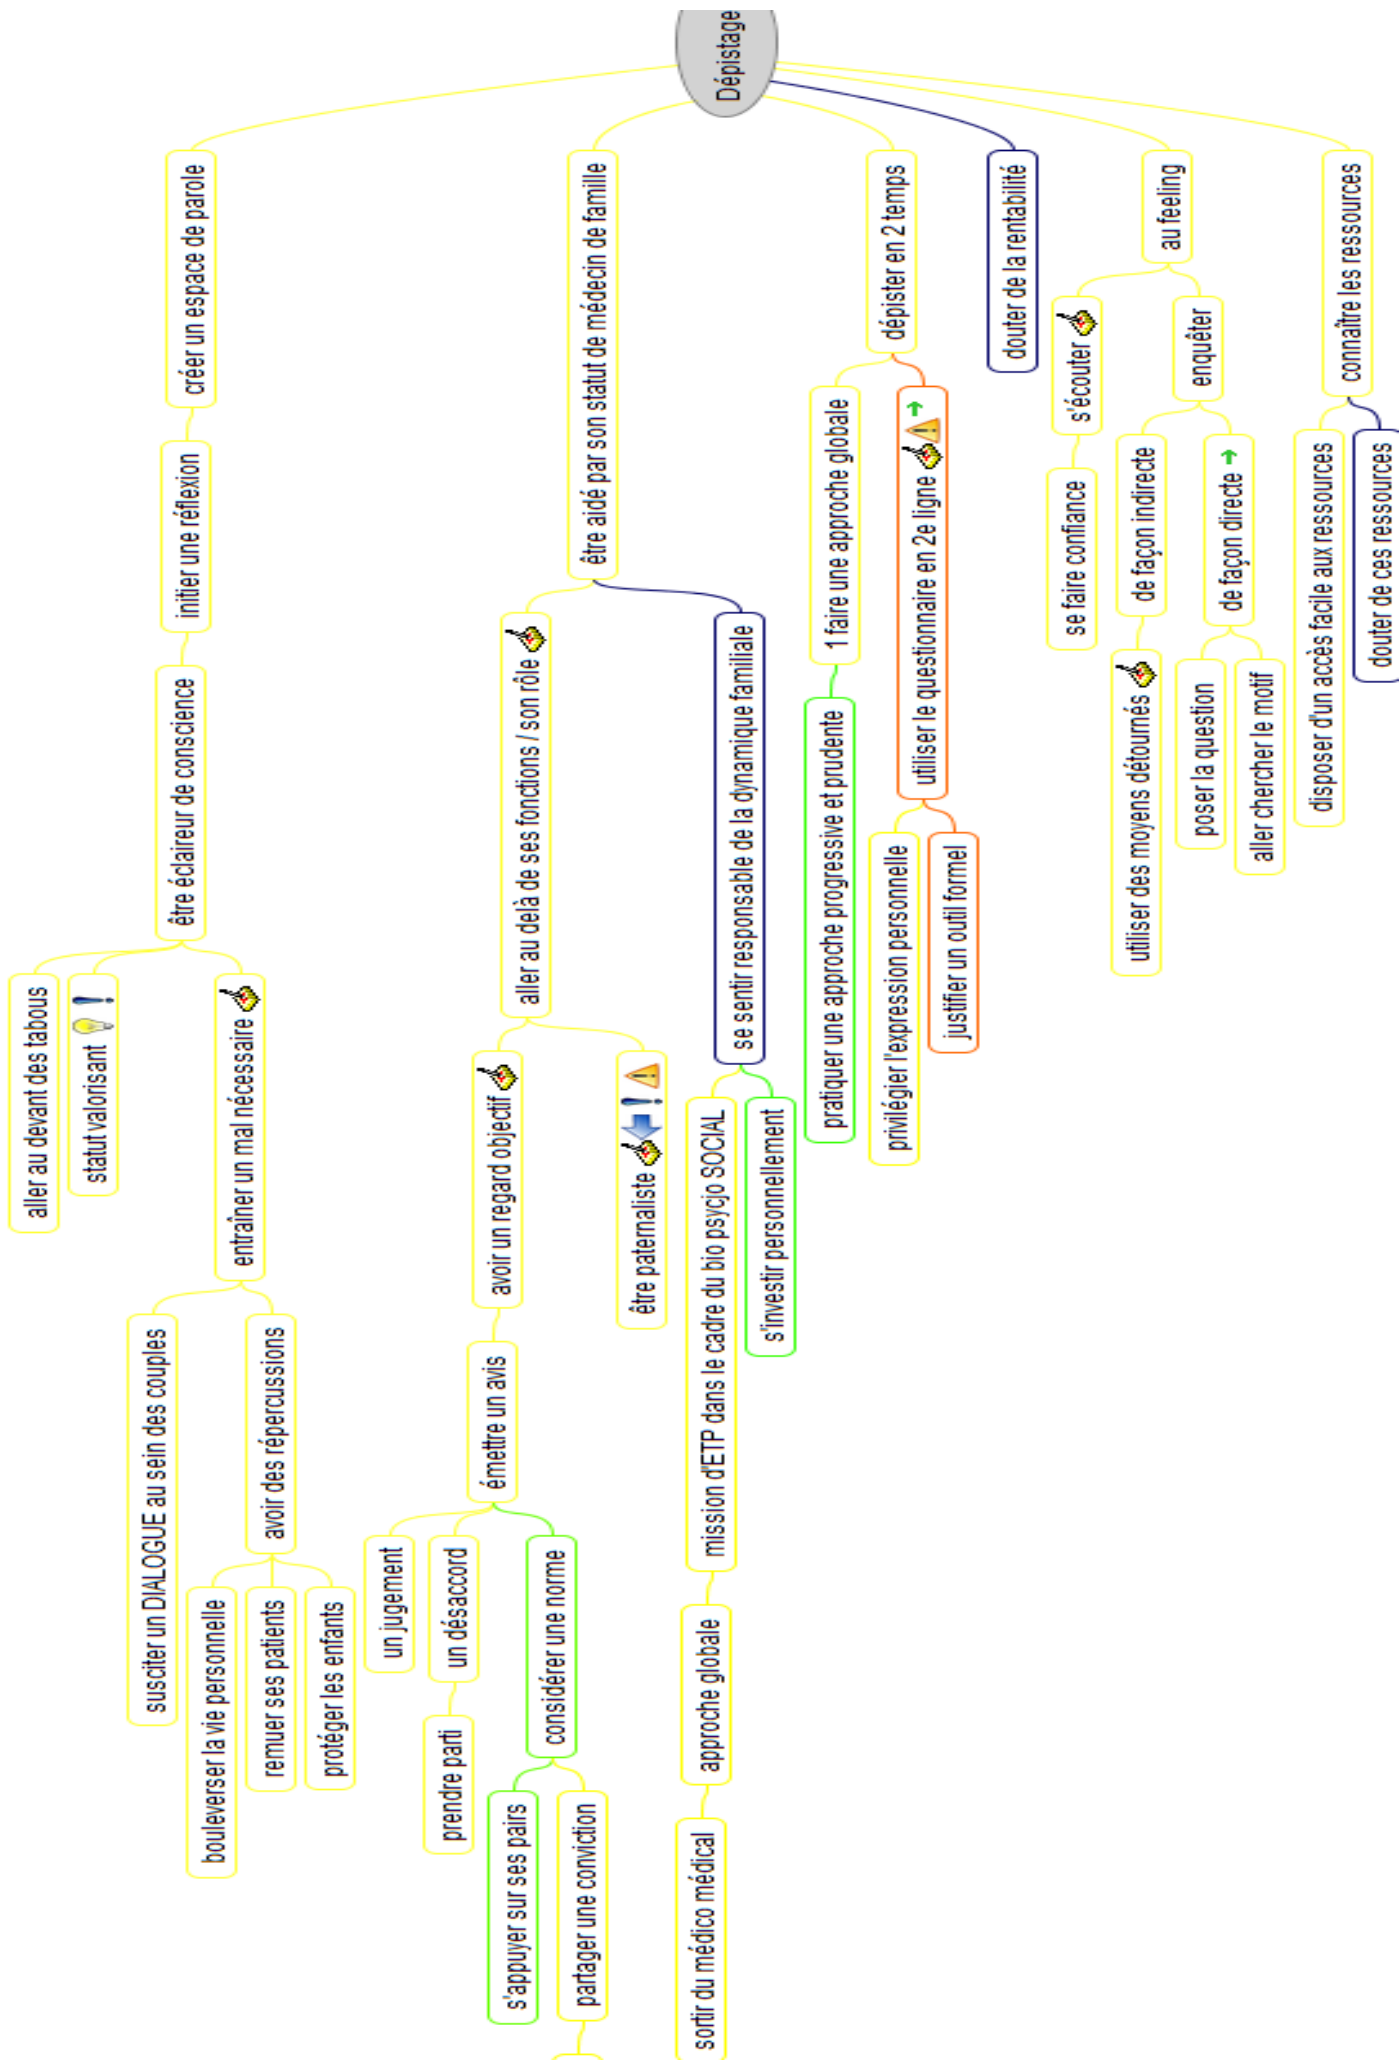 Dépistage
créer un espace de parole
initier une réflexion
être éclaireur de conscience
aller au devant des tabous
statut valorisant
entraîner un mal nécessaire
susciter un DIALOGUE au sein des couples
avoir des répercussions
bouleverser la vie personnelle
remuer ses patients
protéger les enfants
être aidé par son statut de médecin de famille
aller au delà de ses fonctions / son rôle
avoir un regard objectif
émettre un avis
un jugement
un désaccord
prendre parti
considérer une norme
s'appuyer sur ses pairs
partager une conviction
être paternaliste
se sentir responsable de la dynamique familiale
mission d'ETP dans le cadre du bio psycjo SOCIAL
approche globale
sortir du médico médical
s'investir personnellement
dépister en 2 temps
1 faire une approche globale
pratiquer une approche progressive et prudente
utiliser le questionnaire en 2e ligne
privilégier l'expression personnelle
justifier un outil formel
douter de la rentabilité
au feeling
s'écouter
se faire confiance
enquêter
de façon indirecte
utiliser des moyens détournés
de façon directe
poser la question
aller chercher le motif
connaître les ressources
disposer d'un accès facile aux ressources
douter de ces ressources